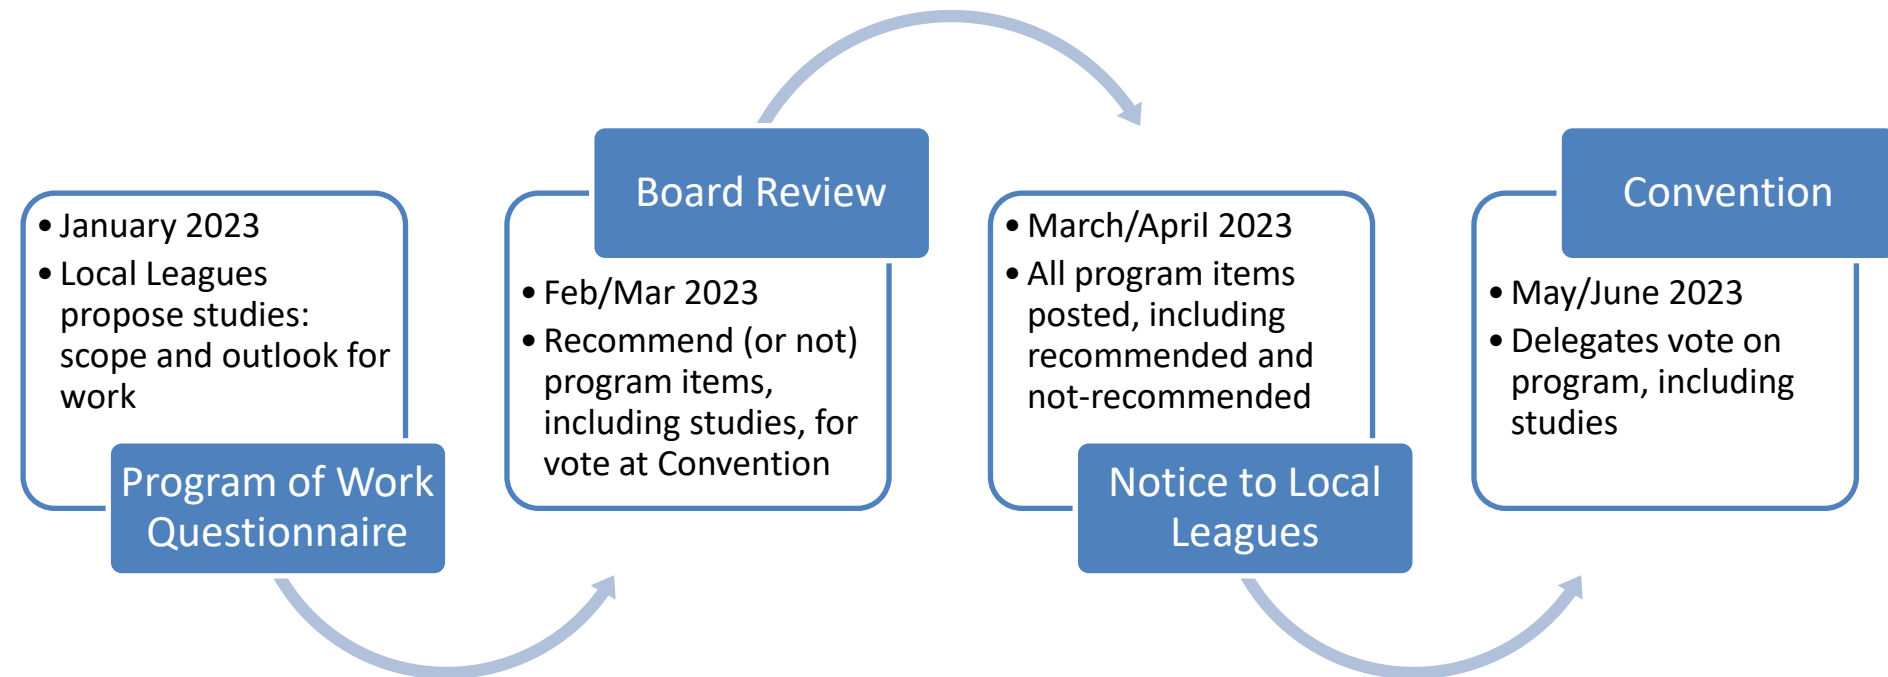 • January 2023
• Local Leagues
propose studies:
scope and outlook for
work
Program of Work
Questionnaire
Board Review
• Feb/Mar 2023
• Recommend (or not)
program items,
including studies, for
vote at Convention
• March/April 2023
• All program items
posted, including
recommended and
not-recommended
Notice to Local
Leagues
Convention
• May/June 2023
• Delegates vote on
program, including
studies